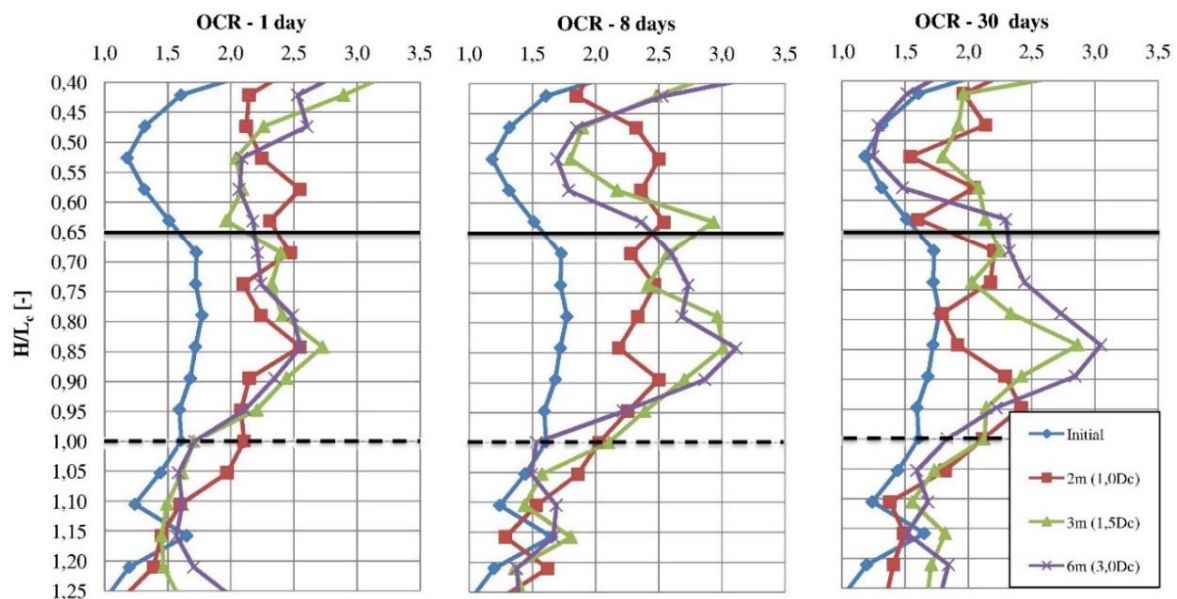 OCR - 1 day
1,0 1,5 2,0 2,5 3,0 3,5
OCR - 8 days
1,0 1,5 2,0 2,5 3,0 3,5
OCR - 30 days
1,0 1,5 2,0 2,5 3,0 3,5
H/Lc [-]
0,40
0,45
0,50
0,55
0,60
0,65
0,70
0,75
0,80
0,85
0,90
0,95
1,00
1,05
1,10
1,15
1,20
1,25
Initial
2m (1,0Dc)
3m (1,5Dc)
6m (3,0Dc)